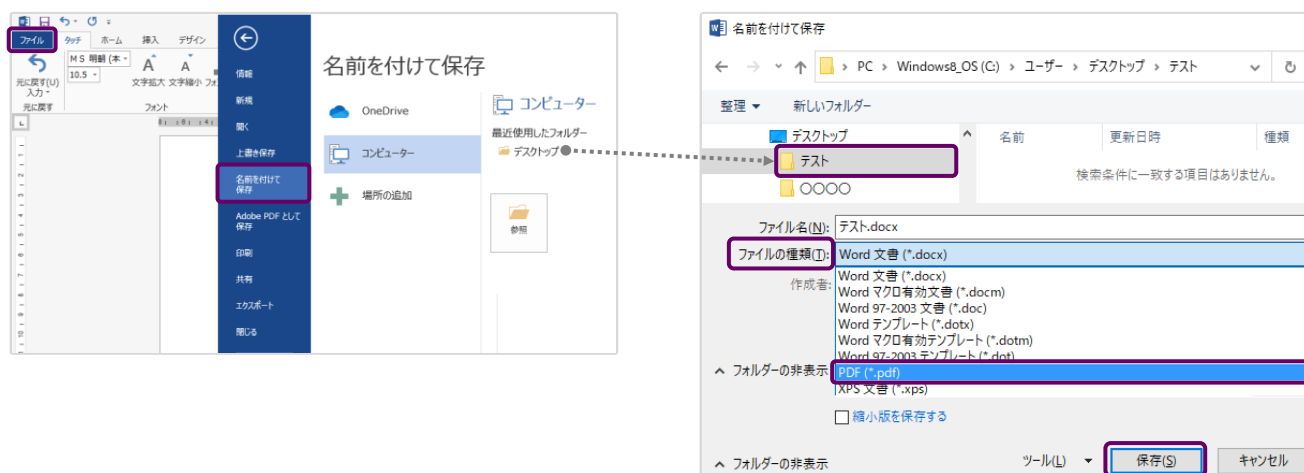 ファイル
タッチ
ホーム
挿入
デザイン
元に戻す(U)
入力
元に戻す
MS 明朝 (本
10.5
A
A
文字拡大
文字縮小
フォント
情報
新規
開く
上書き保存
名前を付けて
保存
Adobe PDF として
保存
印刷
共有
エクスポート
閉じる
名前を付けて保存
OneDrive
コンピューター
場所の追加
コンピューター
最近使用したフォルダー
デスクトップ
参照
名前を付けて保存
PC > Windows8_OS (C:) > ユーザー > デスクトップ > テスト
整理
新しいフォルダー
デスクトップ
テスト
〇〇〇〇
名前
更新日時
種類
検索条件に一致する項目はありません。
ファイル名(N): テスト.docx
ファイルの種類(T): Word 文書 (*.docx)
作成者:
Word 文書 (*.docx)
Word マクロ有効文書 (*.docm)
Word 97-2003 文書 (*.doc)
Word テンプレート (*.dotx)
Word マクロ有効テンプレート (*.dotm)
Word 97-2003 テンプレート (*.dot)
フォルダーの非表示
PDF (*.pdf)
XPS 文書 (*.xps)
縮小版を保存する
フォルダーの非表示
ツール(L)
保存(S)
キャンセル